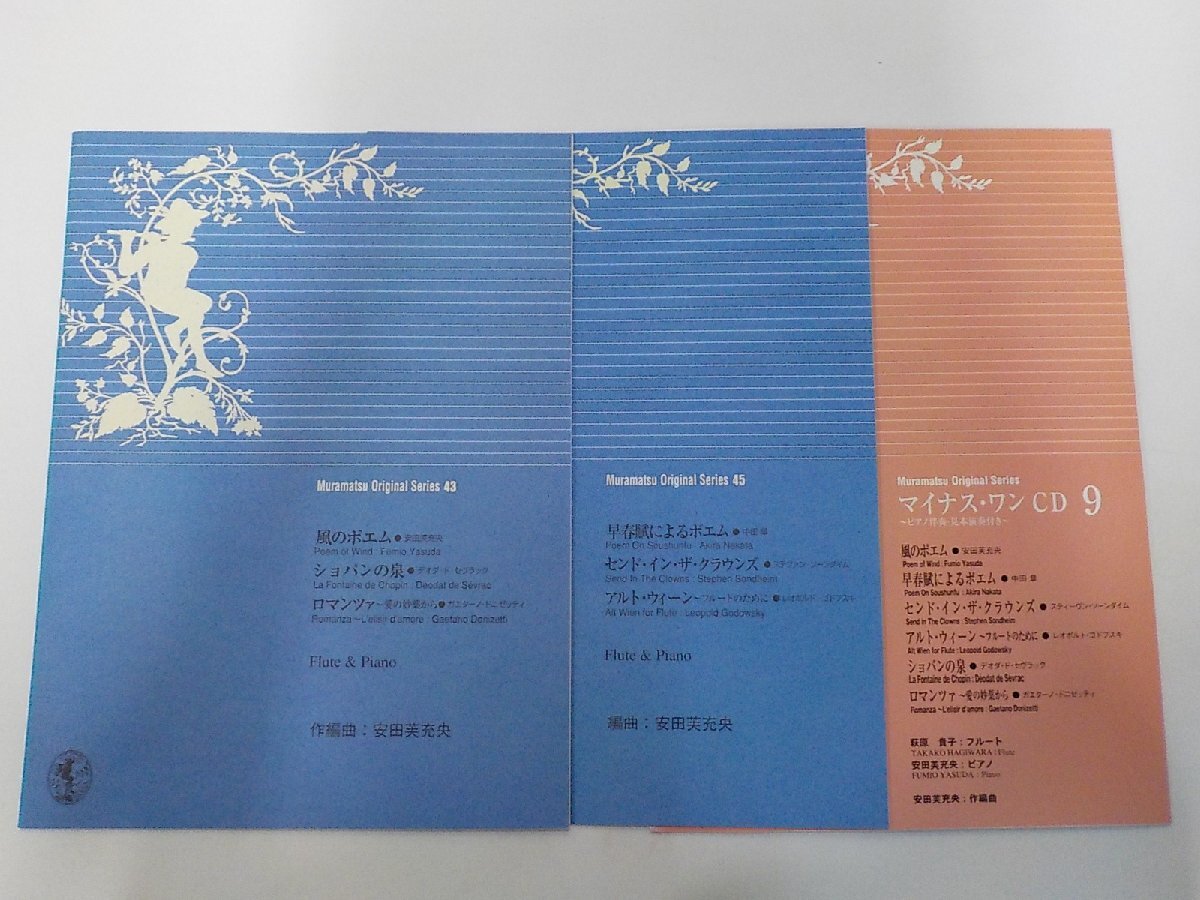 Muramatsu Original Series 43
風のポエム ● 安田芙充央
Poem of Wind : Fumio Yasuda
ショパンの泉 ● デオダ・ド・セヴラック
La Fontaine de Chopin : Déodat de Sévrac
ロマンツァ〜愛の妙薬から ● ガエターノ・ドニゼッティ
Romanza 〜L'elisir d'amore : Gaetano Donizetti
Flute & Piano
作編曲：安田芙充央
Muramatsu Original Series 45
早春賦によるポエム ● 中田 章
Poem On Soushunfu : Akira Nakata
センド・イン・ザ・クラウンズ ● ステファン・ソーンダイム
Send In The Clowns : Stephen Sondheim
アルト・ウィーン〜フルートのために ● レオポルド・ゴドフスキ
Alt Wien for Flute : Leopold Godowsky
Flute & Piano
編曲：安田芙充央
Muramatsu Original Series
マイナス・ワン CD 9
〜ピアノ伴奏・見本演奏付き〜
風のポエム ● 安田芙充央
Poem of Wind : Fumio Yasuda
早春賦によるポエム ● 中田 章
Poem On Soushunfu : Akira Nakata
センド・イン・ザ・クラウンズ ● スティーヴン・ソーンダイム
Send In The Clowns : Stephen Sondheim
アルト・ウィーン〜フルートのために ● レオポルト・ゴドフスキ
Alt Wien for Flute : Leopold Godowsky
ショパンの泉 ● デオダ・ド・セヴラック
La Fontaine de Chopin : Déodat de Sévrac
ロマンツァ〜愛の妙薬から ● ガエターノ・ドニゼッティ
Romanza 〜L'elisir d'amore : Gaetano Donizetti
萩原 貴子：フルート
TAKAKO HAGIWARA : Flute
安田芙充央：ピアノ
FUMIO YASUDA : Piano
安田芙充央：作編曲